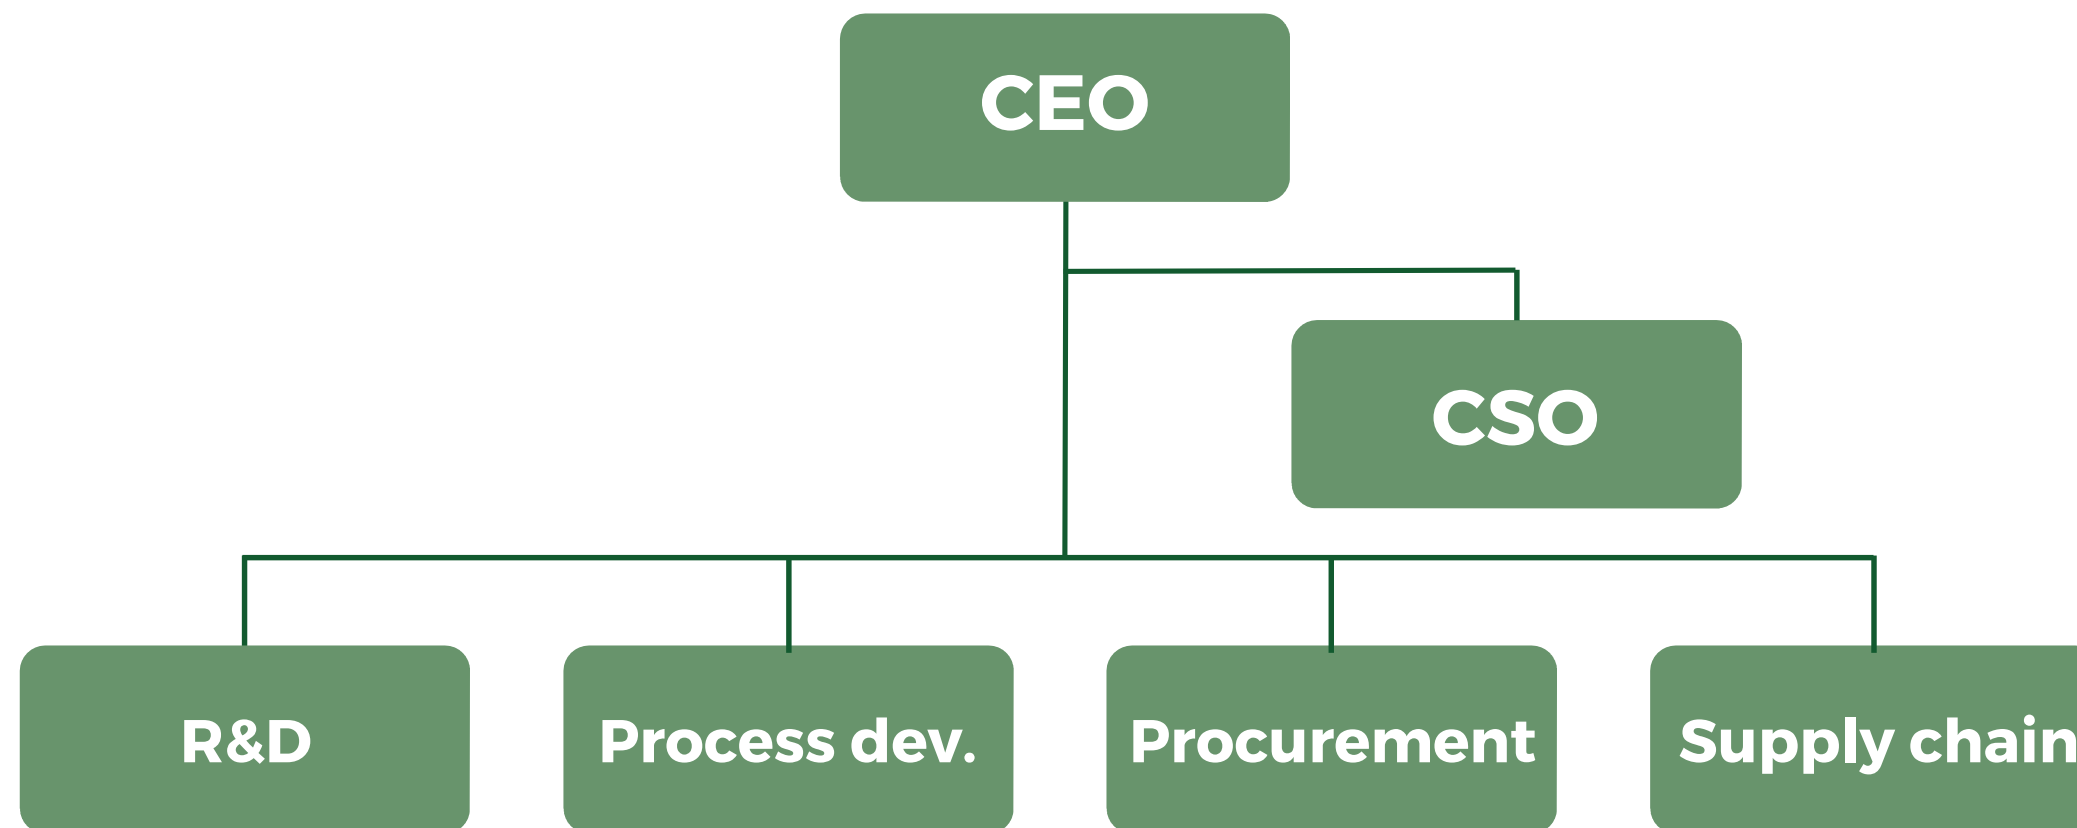 CEO
CSO
R&D
Process dev.
Procurement
Supply chain